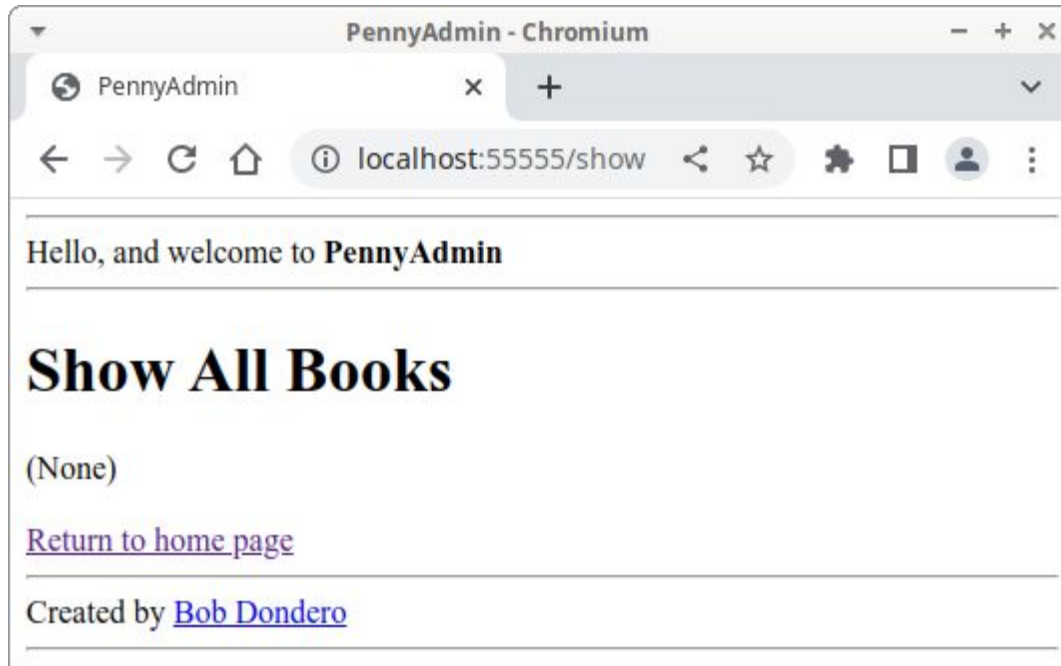 PennyAdmin - Chromium
PennyAdmin
localhost:55555/show
Hello, and welcome to PennyAdmin
Show All Books
(None)
Return to home page
Created by Bob Dondero